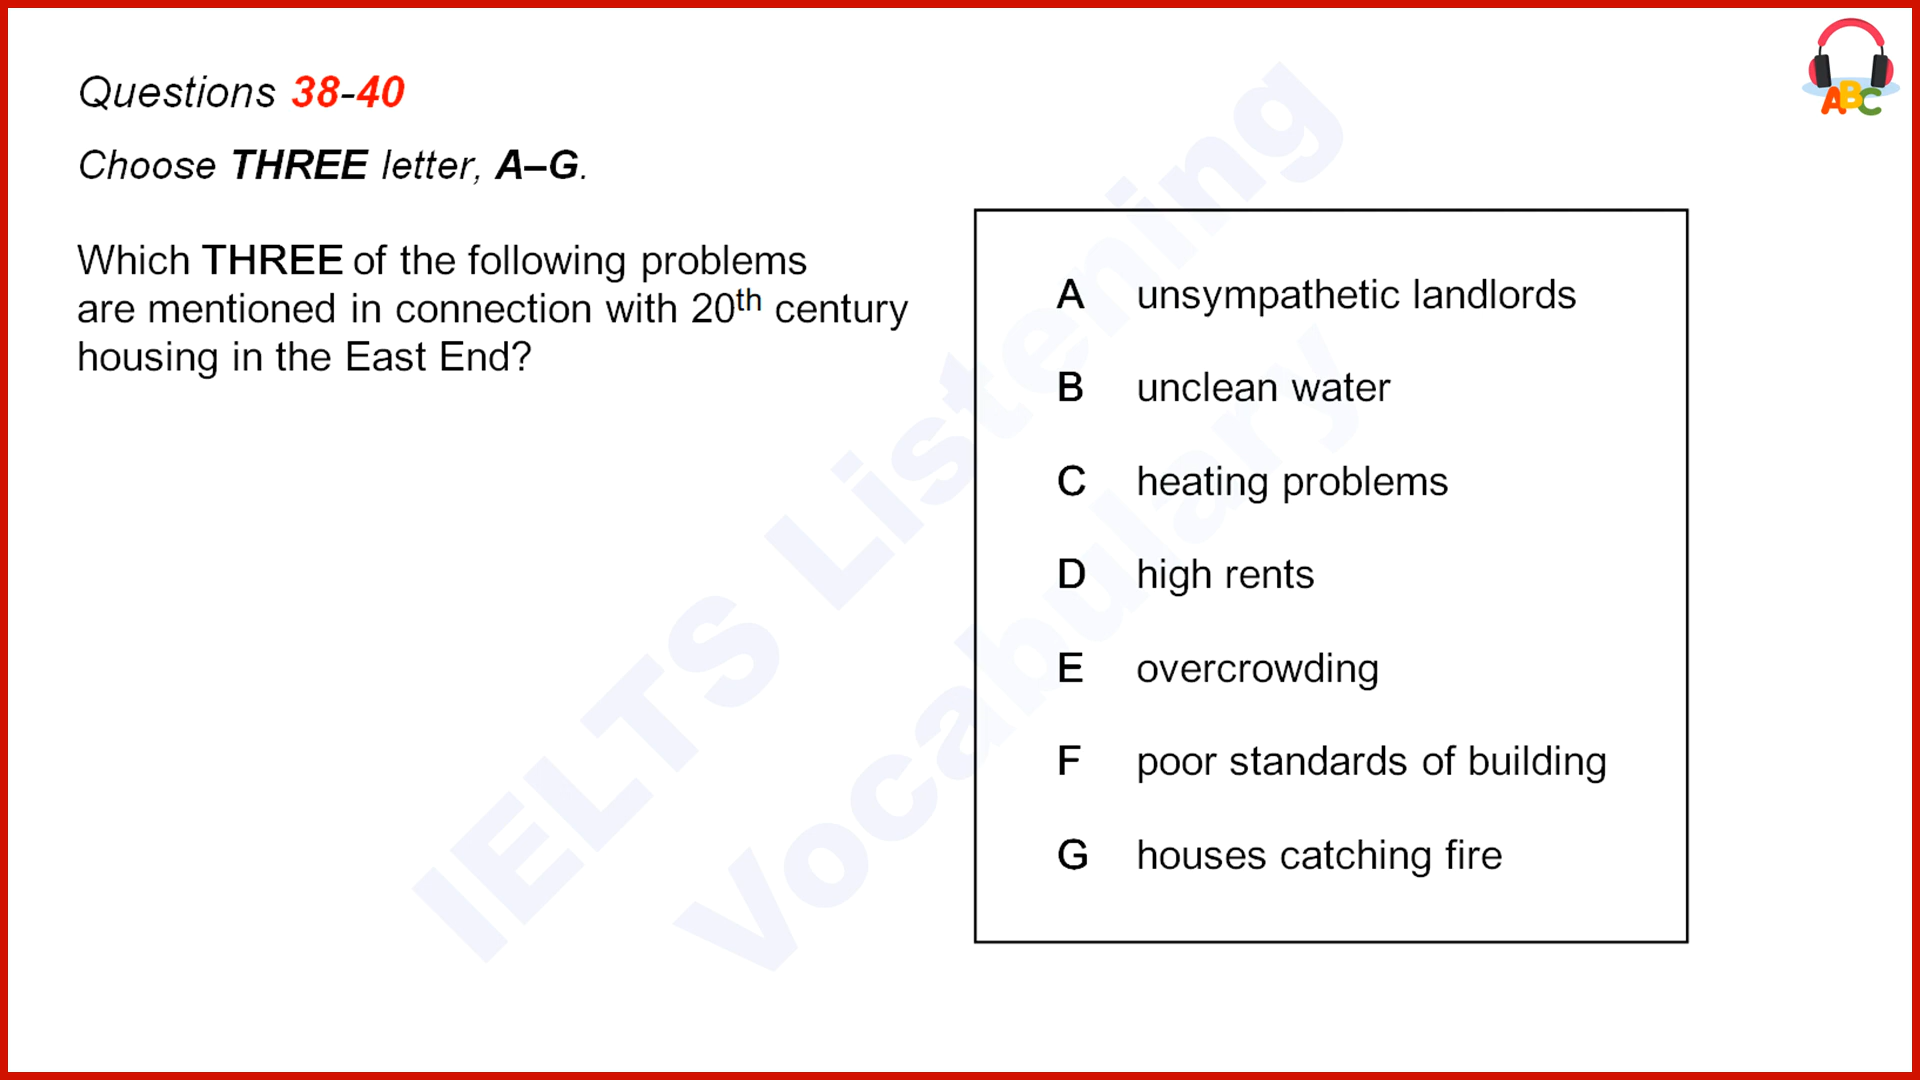 Questions 38-40
Choose THREE letter, A–G.
Which THREE of the following problems
are mentioned in connection with 20th century
housing in the East End?
A unsympathetic landlords
B unclean water
C heating problems
D high rents
E overcrowding
F poor standards of building
G houses catching fire
IELTS Listening
Vocabulary
ABC